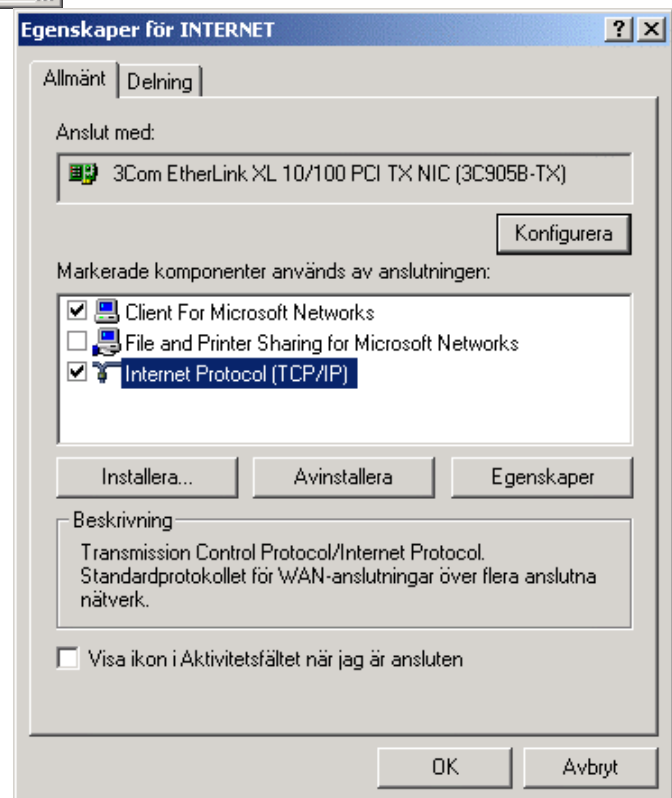 Egenskaper för INTERNET
Allmänt
Delning
Anslut med:
3Com EtherLink XL 10/100 PCI TX NIC (3C905B-TX)
Konfigurera
Markerade komponenter används av anslutningen:
Client For Microsoft Networks
File and Printer Sharing for Microsoft Networks
Internet Protocol (TCP/IP)
Installera...
Avinstallera
Egenskaper
Beskrivning
Transmission Control Protocol/Internet Protocol.
Standardprotokollet för WAN-anslutningar över flera anslutna
nätverk.
Visa ikon i Aktivitetsfältet när jag är ansluten
OK
Avbryt